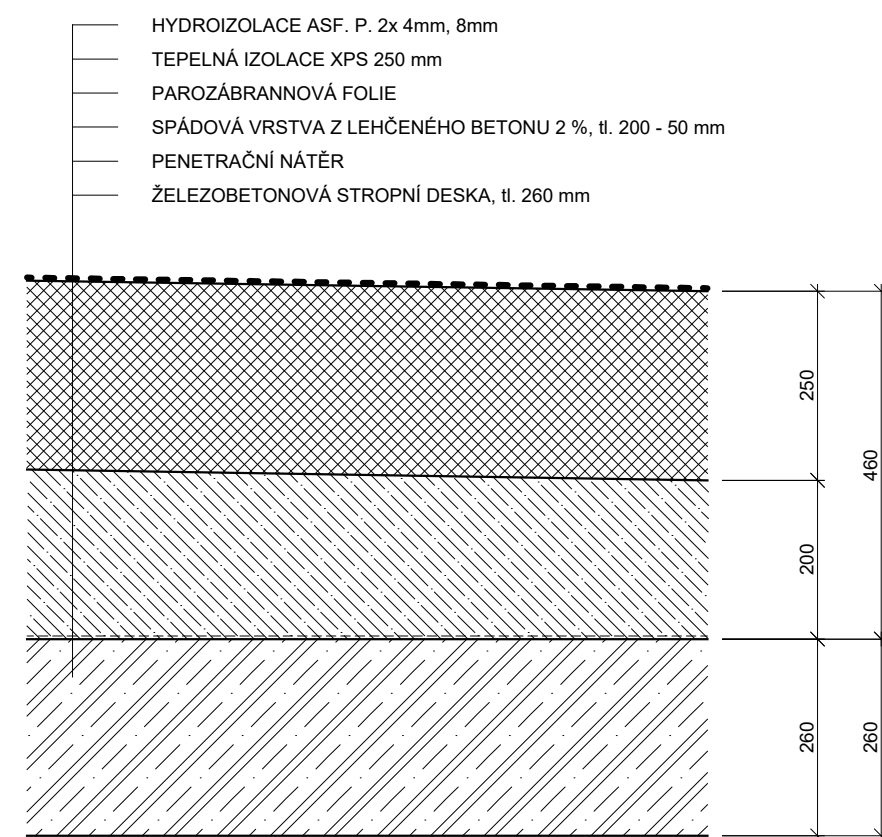 HYDROIZOLACE ASF. P. 2x 4mm, 8mm
TEPELNÁ IZOLACE XPS 250 mm
PAROZÁBRANNOVÁ FOLIE
SPÁDOVÁ VRSTVA Z LEHČENÉHO BETONU 2 %, tl. 200 - 50 mm
PENETRAČNÍ NÁTĚR
ŽELEZOBETONOVÁ STROPNÍ DESKA, tl. 260 mm
250
460
200
260
260